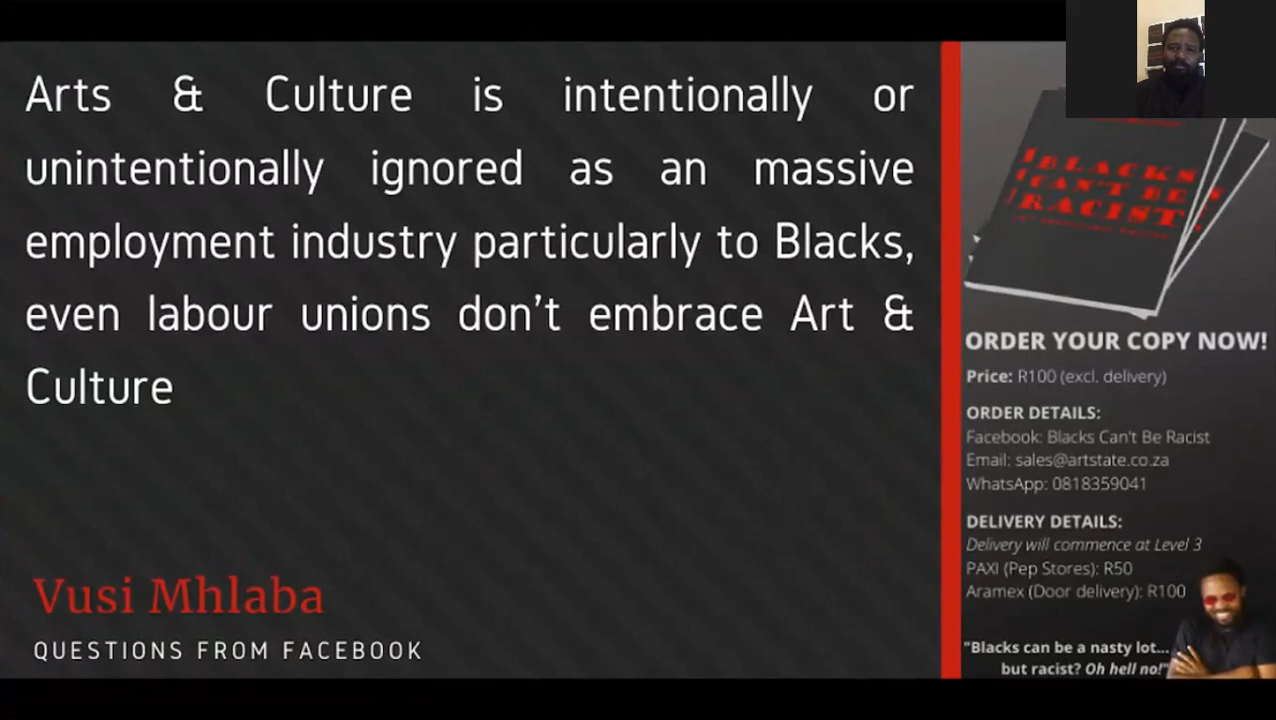 Arts & Culture is intentionally or
unintentionally ignored as an massive
employment industry particularly to Blacks,
even labour unions don't embrace Art &
Culture
Vusi Mhlaba
QUESTIONS FROM FACEBOOK
BLACKS
CAN'T BE
RACIST
ORDER YOUR COPY NOW!
Price: R100 (excl. delivery)
ORDER DETAILS:
Facebook: Blacks Can't Be Racist
Email: sales@artstate.co.za
WhatsApp: 0818359041
DELIVERY DETAILS:
Delivery will commence at Level 3
PAXI (Pep Stores): R50
Aramex (Door delivery): R100
"Blacks can be a nasty lot...
but racist? Oh hell no!"